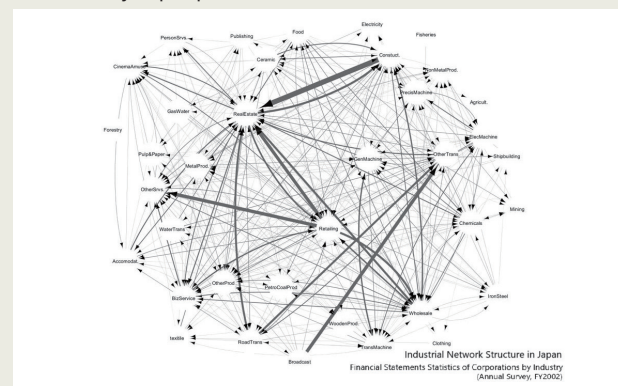 Electricity
Food
Fisheries
PersonSrvs
Publishing
Construct.
Ceramic
CinemaAmus
NonMetalProd.
PrecisMachine
Agricult.
GasWater
RealEstate
Forestry
ElecMachine
Pulp&Paper
MetalProd.
GenMachine
OtherTrans
Shipbuilding
OtherSrvs
Mining
WaterTrans
Retailing
Chemicals
Accomodat.
OtherProd
PetroCoalProd
BizService
IronSteel
Wholesale
WoodenProd
textile
RoadTrans
TransMachine
Clothing
Broadcast
Industrial Network Structure in Japan
Financial Statements Statistics of Corporations by Industry
(Annual Survey, FY2002)